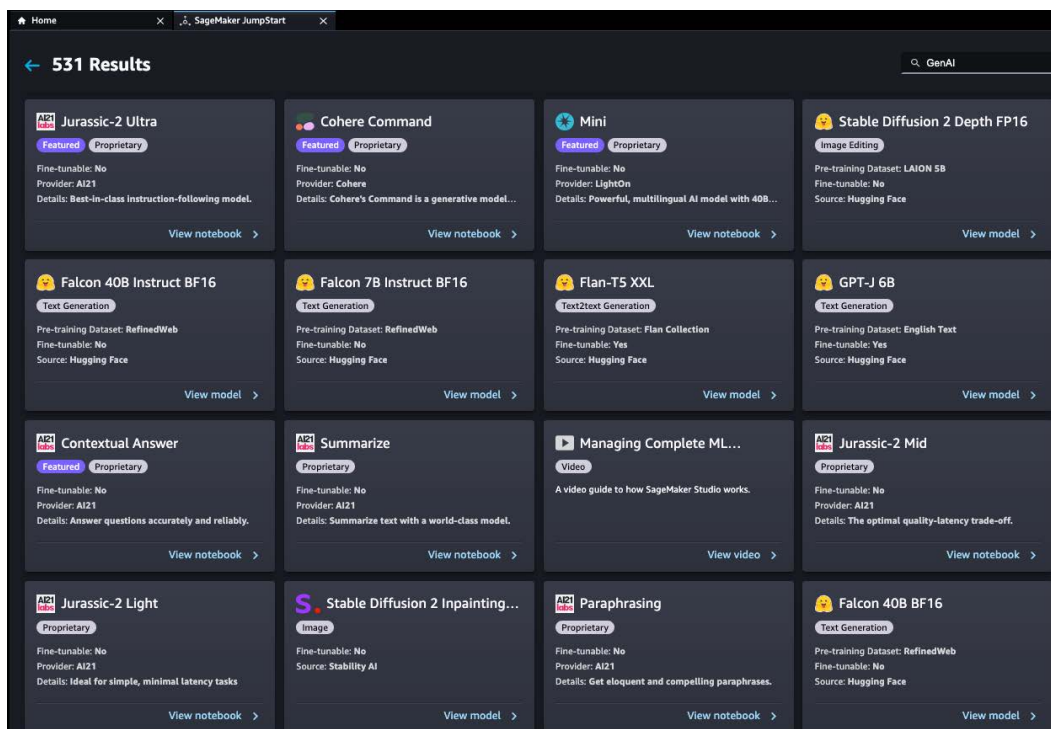 Home
SageMaker JumpStart
531 Results
GenAI
AI21 labs Jurassic-2 Ultra
Featured Proprietary
Fine-tunable: No
Provider: AI21
Details: Best-in-class instruction-following model.
View notebook
Cohere Command
Featured Proprietary
Fine-tunable: No
Provider: Cohere
Details: Cohere's Command is a generative model...
View notebook
Mini
Featured Proprietary
Fine-tunable: No
Provider: LightOn
Details: Powerful, multilingual AI model with 40B...
View notebook
Stable Diffusion 2 Depth FP16
Image Editing
Pre-training Dataset: LAION 5B
Fine-tunable: No
Source: Hugging Face
View model
Falcon 40B Instruct BF16
Text Generation
Pre-training Dataset: RefinedWeb
Fine-tunable: No
Source: Hugging Face
View model
Falcon 7B Instruct BF16
Text Generation
Pre-training Dataset: RefinedWeb
Fine-tunable: No
Source: Hugging Face
View model
Flan-T5 XXL
Text2text Generation
Pre-training Dataset: Flan Collection
Fine-tunable: Yes
Source: Hugging Face
View model
GPT-J 6B
Text Generation
Pre-training Dataset: English Text
Fine-tunable: Yes
Source: Hugging Face
View model
AI21 labs Contextual Answer
Featured Proprietary
Fine-tunable: No
Provider: AI21
Details: Answer questions accurately and reliably.
View notebook
AI21 labs Summarize
Proprietary
Fine-tunable: No
Provider: AI21
Details: Summarize text with a world-class model.
View notebook
Managing Complete ML...
Video
A video guide to how SageMaker Studio works.
View video
AI21 labs Jurassic-2 Mid
Proprietary
Fine-tunable: No
Provider: AI21
Details: The optimal quality-latency trade-off.
View notebook
AI21 labs Jurassic-2 Light
Proprietary
Fine-tunable: No
Provider: AI21
Details: Ideal for simple, minimal latency tasks
View notebook
S. Stable Diffusion 2 Inpainting...
Image
Fine-tunable: No
Source: Stability AI
View model
AI21 labs Paraphrasing
Proprietary
Fine-tunable: No
Provider: AI21
Details: Get eloquent and compelling paraphrases.
View notebook
Falcon 40B BF16
Text Generation
Pre-training Dataset: RefinedWeb
Fine-tunable: No
Source: Hugging Face
View model